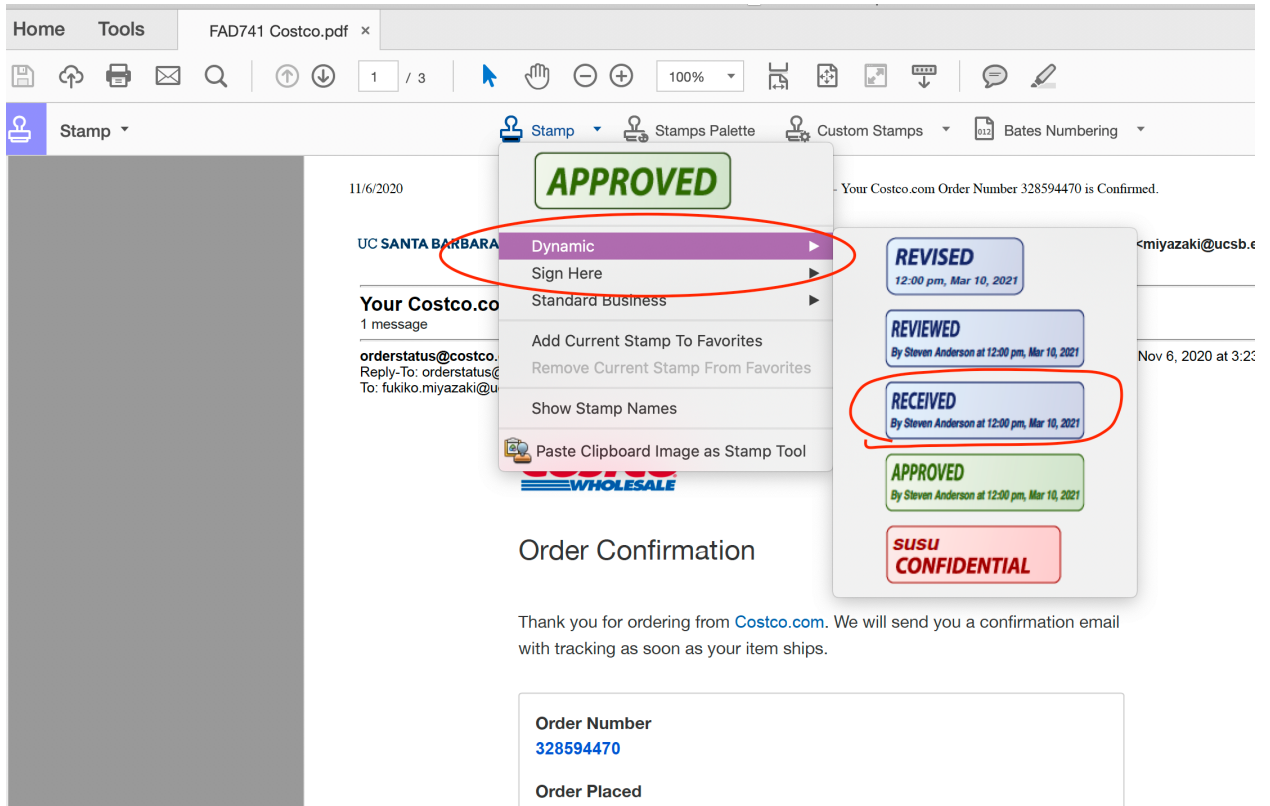 Home Tools FAD741 Costco.pdf ×
1 / 3 100%
Stamp Stamp Stamps Palette Custom Stamps 012 Bates Numbering
11/6/2020 - Your Costco.com Order Number 328594470 is Confirmed.
APPROVED
UC SANTA BARBARA <miyazaki@ucsb.e
Dynamic
Sign Here
Standard Business
Add Current Stamp To Favorites
Remove Current Stamp From Favorites
Show Stamp Names
Paste Clipboard Image as Stamp Tool
REVISED
12:00 pm, Mar 10, 2021
REVIEWED
By Steven Anderson at 12:00 pm, Mar 10, 2021
RECEIVED
By Steven Anderson at 12:00 pm, Mar 10, 2021
APPROVED
By Steven Anderson at 12:00 pm, Mar 10, 2021
susu
CONFIDENTIAL
Your Costco.co
1 message
orderstatus@costco. Nov 6, 2020 at 3:23
Reply-To: orderstatus@
To: fukiko.miyazaki@u
WHOLESALE
Order Confirmation
Thank you for ordering from Costco.com. We will send you a confirmation email
with tracking as soon as your item ships.
Order Number
328594470
Order Placed